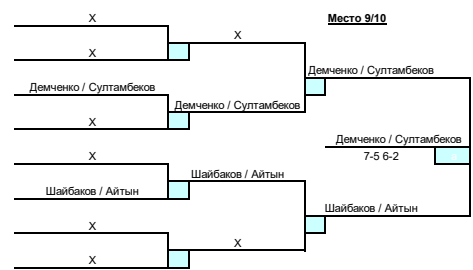 X
Место 9/10
X
X
Демченко / Султамбеков
Демченко / Султамбеков
Демченко / Султамбеков
X
Демченко / Султамбеков
7-5 6-2
X
Шайбаков / Айтын
Шайбаков / Айтын
Шайбаков / Айтын
X
X
X